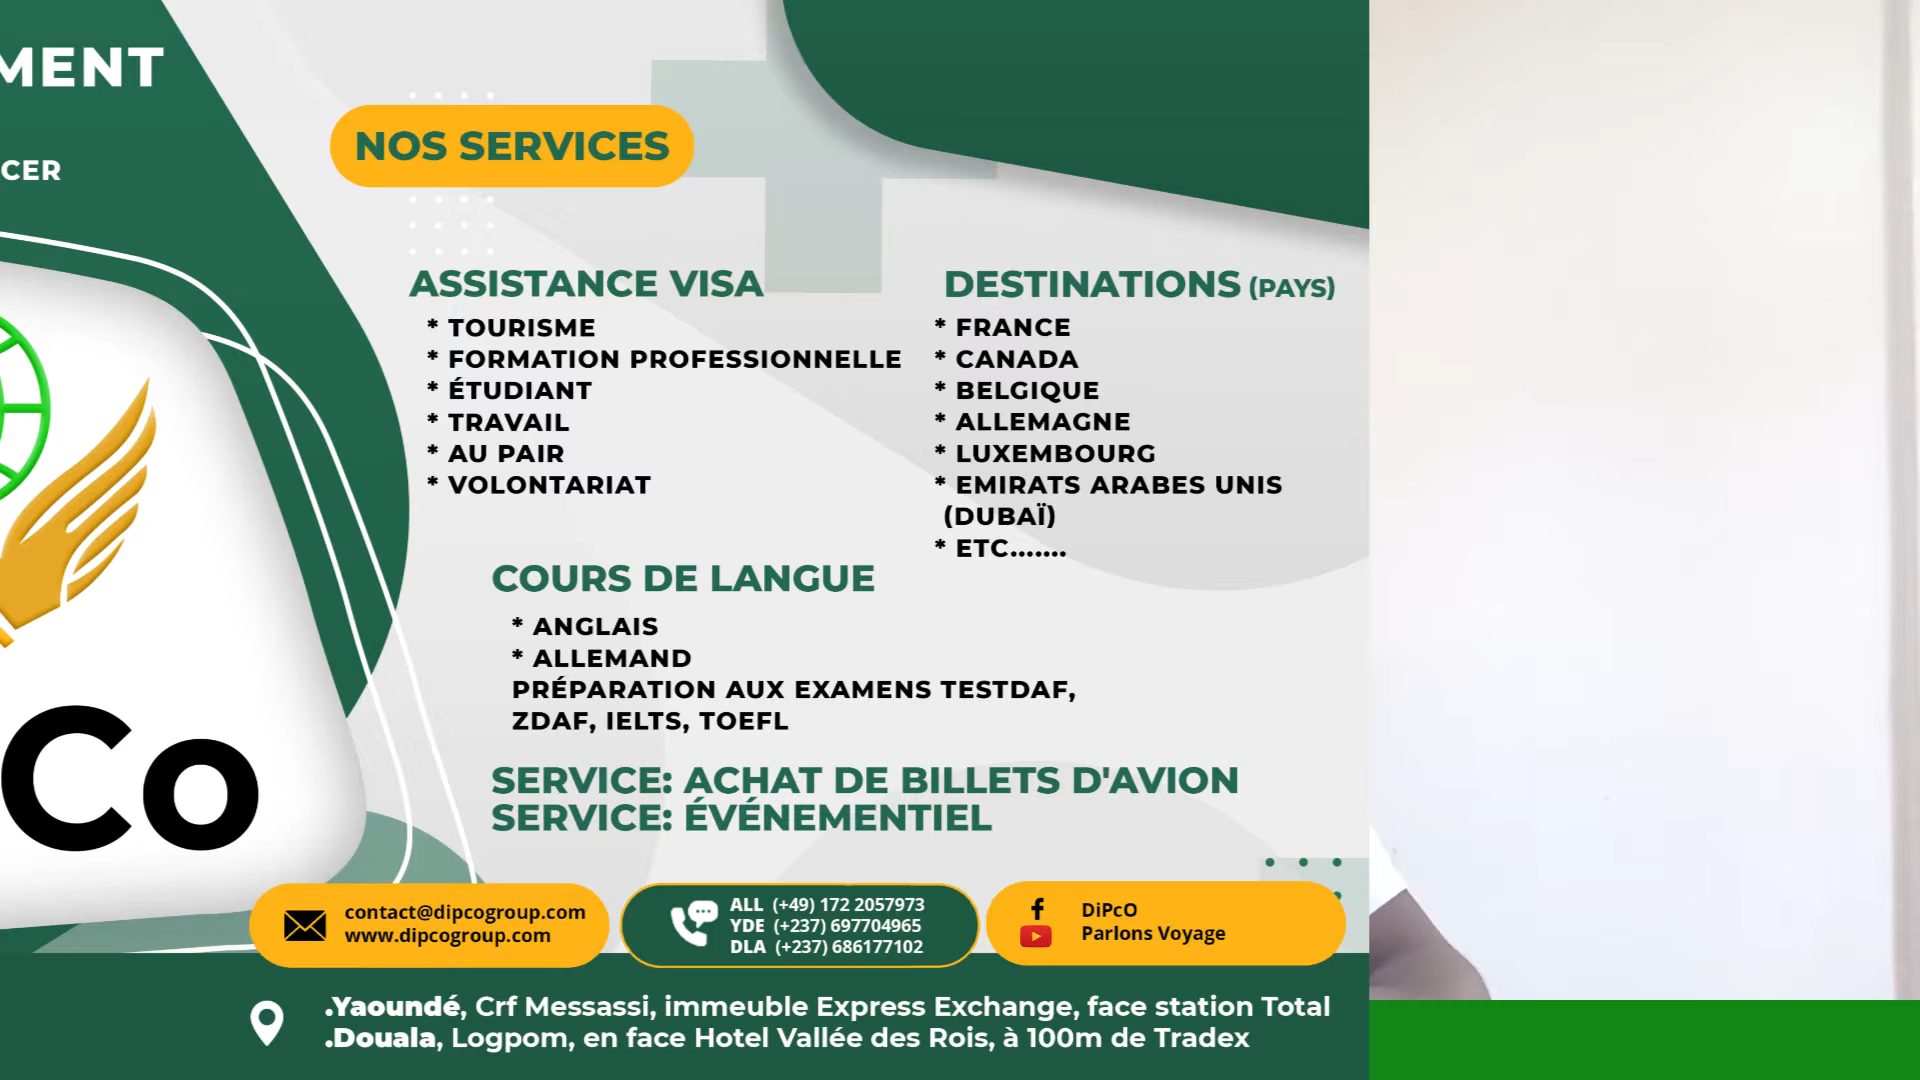 MENT
CER
Co
NOS SERVICES
ASSISTANCE VISA
* TOURISME
* FORMATION PROFESSIONNELLE
* ÉTUDIANT
* TRAVAIL
* AU PAIR
* VOLONTARIAT
DESTINATIONS (PAYS)
* FRANCE
* CANADA
* BELGIQUE
* ALLEMAGNE
* LUXEMBOURG
* EMIRATS ARABES UNIS
(DUBAÏ)
* ETC.......
COURS DE LANGUE
* ANGLAIS
* ALLEMAND
PRÉPARATION AUX EXAMENS TESTDAF,
ZDAF, IELTS, TOEFL
SERVICE: ACHAT DE BILLETS D'AVION
SERVICE: ÉVÉNEMENTIEL
contact@dipcogroup.com
www.dipcogroup.com
ALL (+49) 172 2057973
YDE (+237) 697704965
DLA (+237) 686177102
DiPcO
Parlons Voyage
.Yaoundé, Crf Messassi, immeuble Express Exchange, face station Total
.Douala, Logpom, en face Hotel Vallée des Rois, à 100m de Tradex